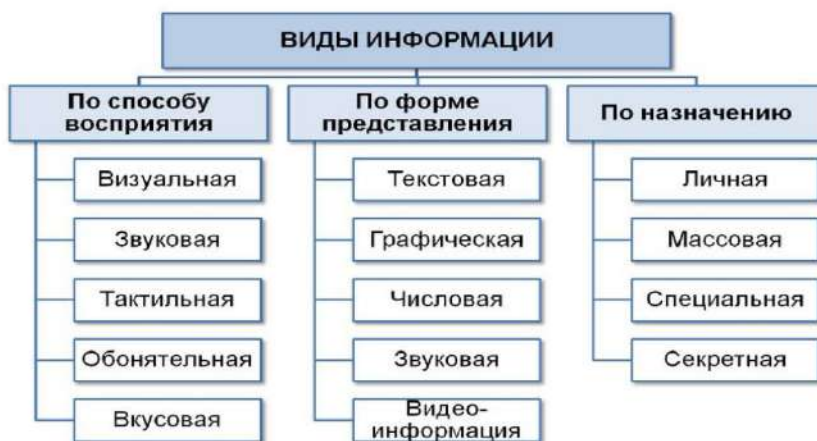 ВИДЫ ИНФОРМАЦИИ
По способу
восприятия
Визуальная
Звуковая
Тактильная
Обонятельная
Вкусовая
По форме
представления
Текстовая
Графическая
Числовая
Звуковая
Видео-
информация
По назначению
Личная
Массовая
Специальная
Секретная